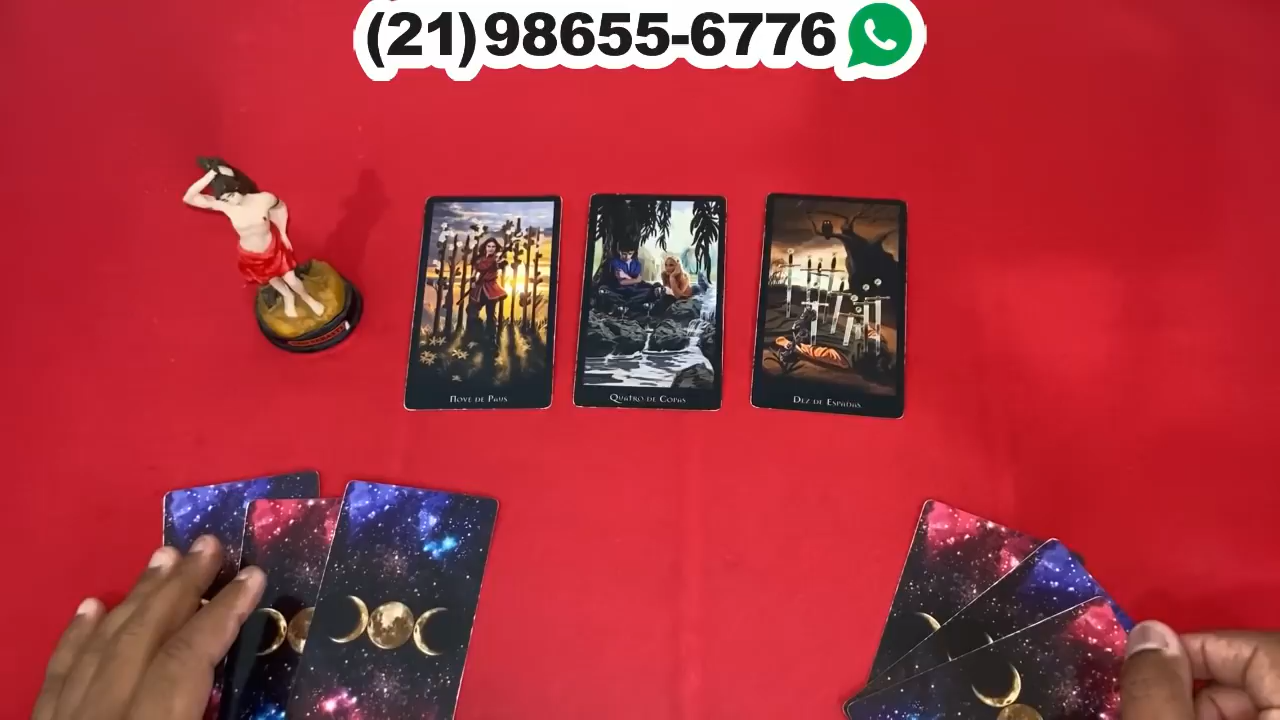 (21)98655-6776
Nove de Paus
Quatro de Copas
Dez de Espadas